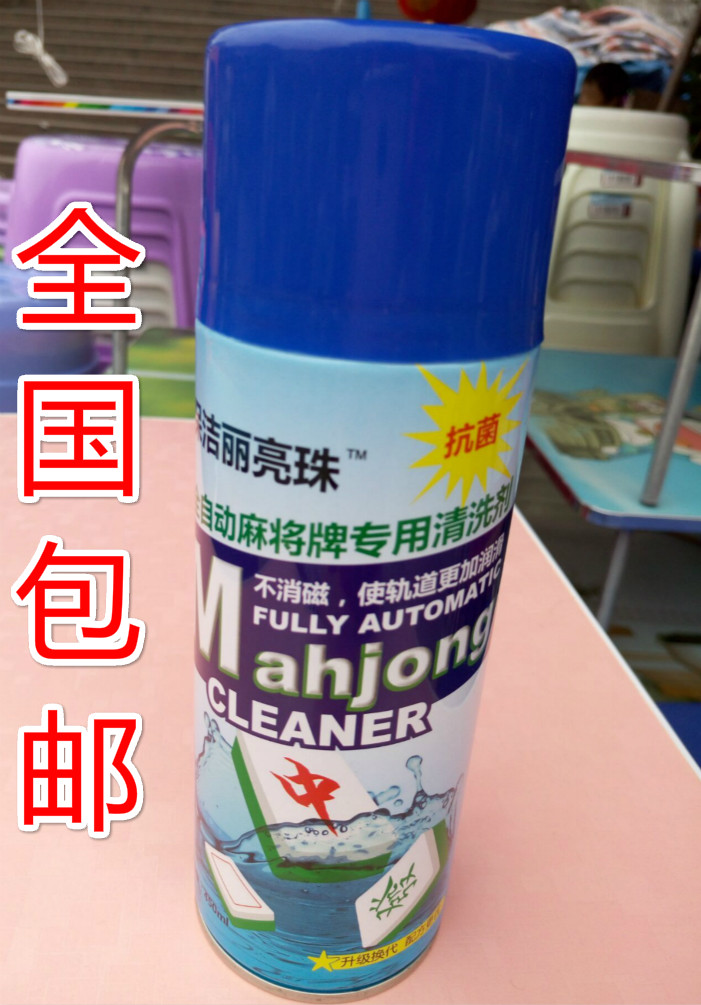 全国包邮
洁丽亮珠™
抗菌
全自动麻将牌专用清洗剂
不消磁，使轨道更加润滑
FULLY AUTOMATIC
Mahjong
CLEANER
中
發
升级换代